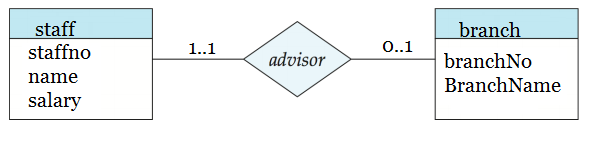 staff
staffno
name
salary
1..1
advisor
0..1
branch
branchNo
BranchName